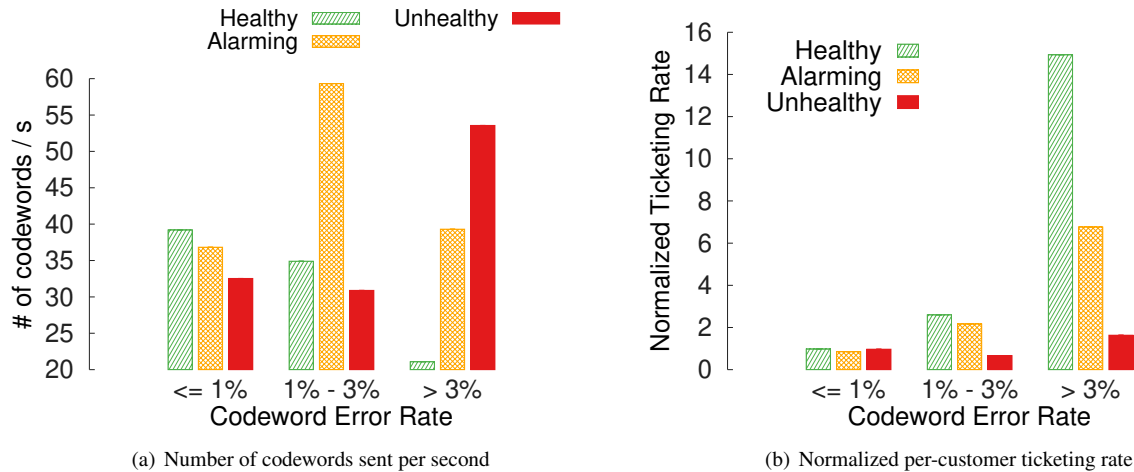 Healthy
Unhealthy
Alarming
# of codewords / s
60
55
50
45
40
35
30
25
20
<= 1%
1% - 3%
> 3%
Codeword Error Rate
(a) Number of codewords sent per second
Normalized Ticketing Rate
16
14
12
10
8
6
4
2
0
Healthy
Alarming
Unhealthy
<= 1%
1% - 3%
> 3%
Codeword Error Rate
(b) Normalized per-customer ticketing rate